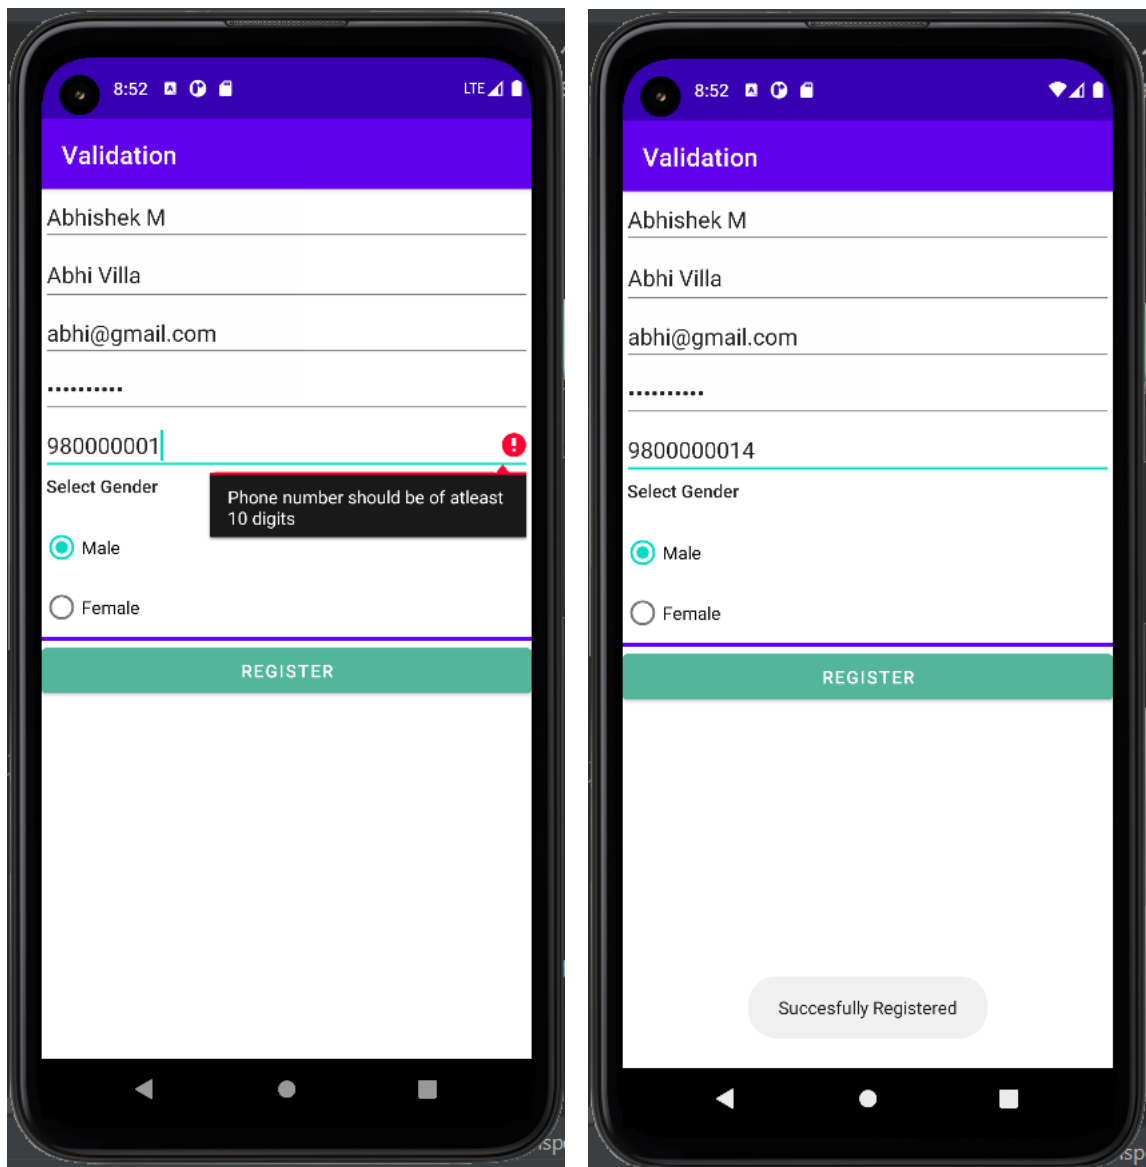 8:52
LTE
Validation
Abhishek M
Abhi Villa
abhi@gmail.com
••••••••••
980000001
Select Gender
Phone number should be of atleast
10 digits
Male
Female
REGISTER
8:52
Validation
Abhishek M
Abhi Villa
abhi@gmail.com
••••••••••
9800000014
Select Gender
Male
Female
REGISTER
Succesfully Registered